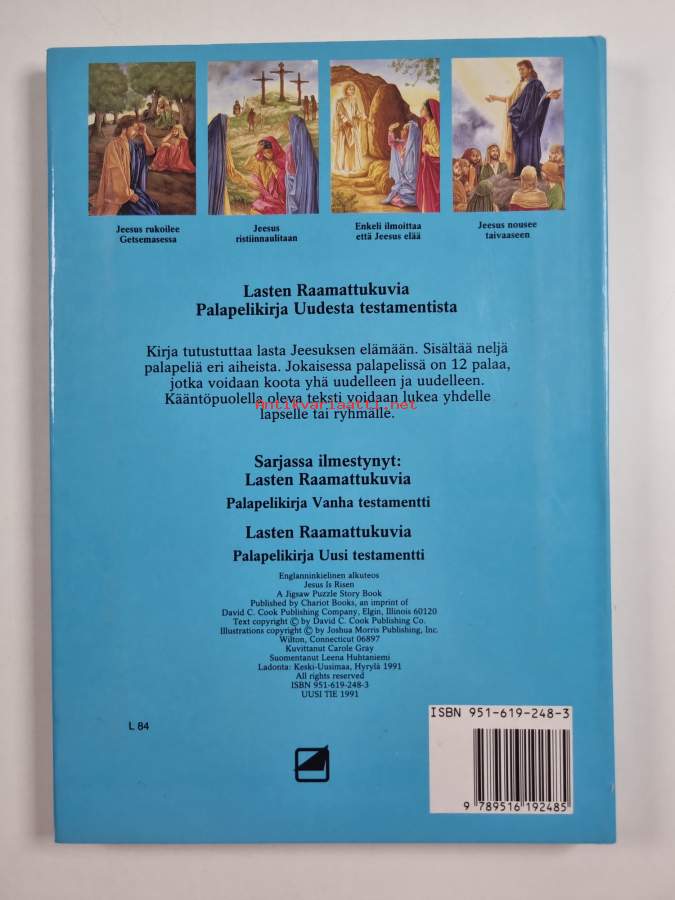 Jeesus rukoilee
Getsemasessa
Jeesus
ristiinnaulitaan
Enkeli ilmoittaa
että Jeesus elää
Jeesus nousee
taivaaseen
Lasten Raamattukuvia
Palapelikirja Uudesta testamentista
Kirja tutustuttaa lasta Jeesuksen elämään. Sisältää neljä
palapeliä eri aiheista. Jokaisessa palapelissä on 12 palaa,
jotka voidaan koota yhä uudelleen ja uudelleen.
Kääntöpuolella oleva teksti voidaan lukea yhdelle
Antikvariaatti.net
lapselle tai ryhmälle.
Sarjassa ilmestynyt:
Lasten Raamattukuvia
Palapelikirja Vanha testamentti
Lasten Raamattukuvia
Palapelikirja Uusi testamentti
Englanninkielinen alkuteos
Jesus Is Risen
A Jigsaw Puzzle Story Book
Published by Chariot Books, an imprint of
David C. Cook Publishing Company, Elgin, Illinois 60120
Text copyright © by David C. Cook Publishing Co.
Illustrations copyright © by Joshua Morris Publishing, Inc.
Wilton, Connecticut 06897
Kuvittanut Carole Gray
Suomentanut Leena Huhtaniemi
Ladonta: Keski-Uusimaa, Hyrylä 1991
All rights reserved
ISBN 951-619-248-3
UUSI TIE 1991
L 84
ISBN 951-619-248-3
9 789516 192485